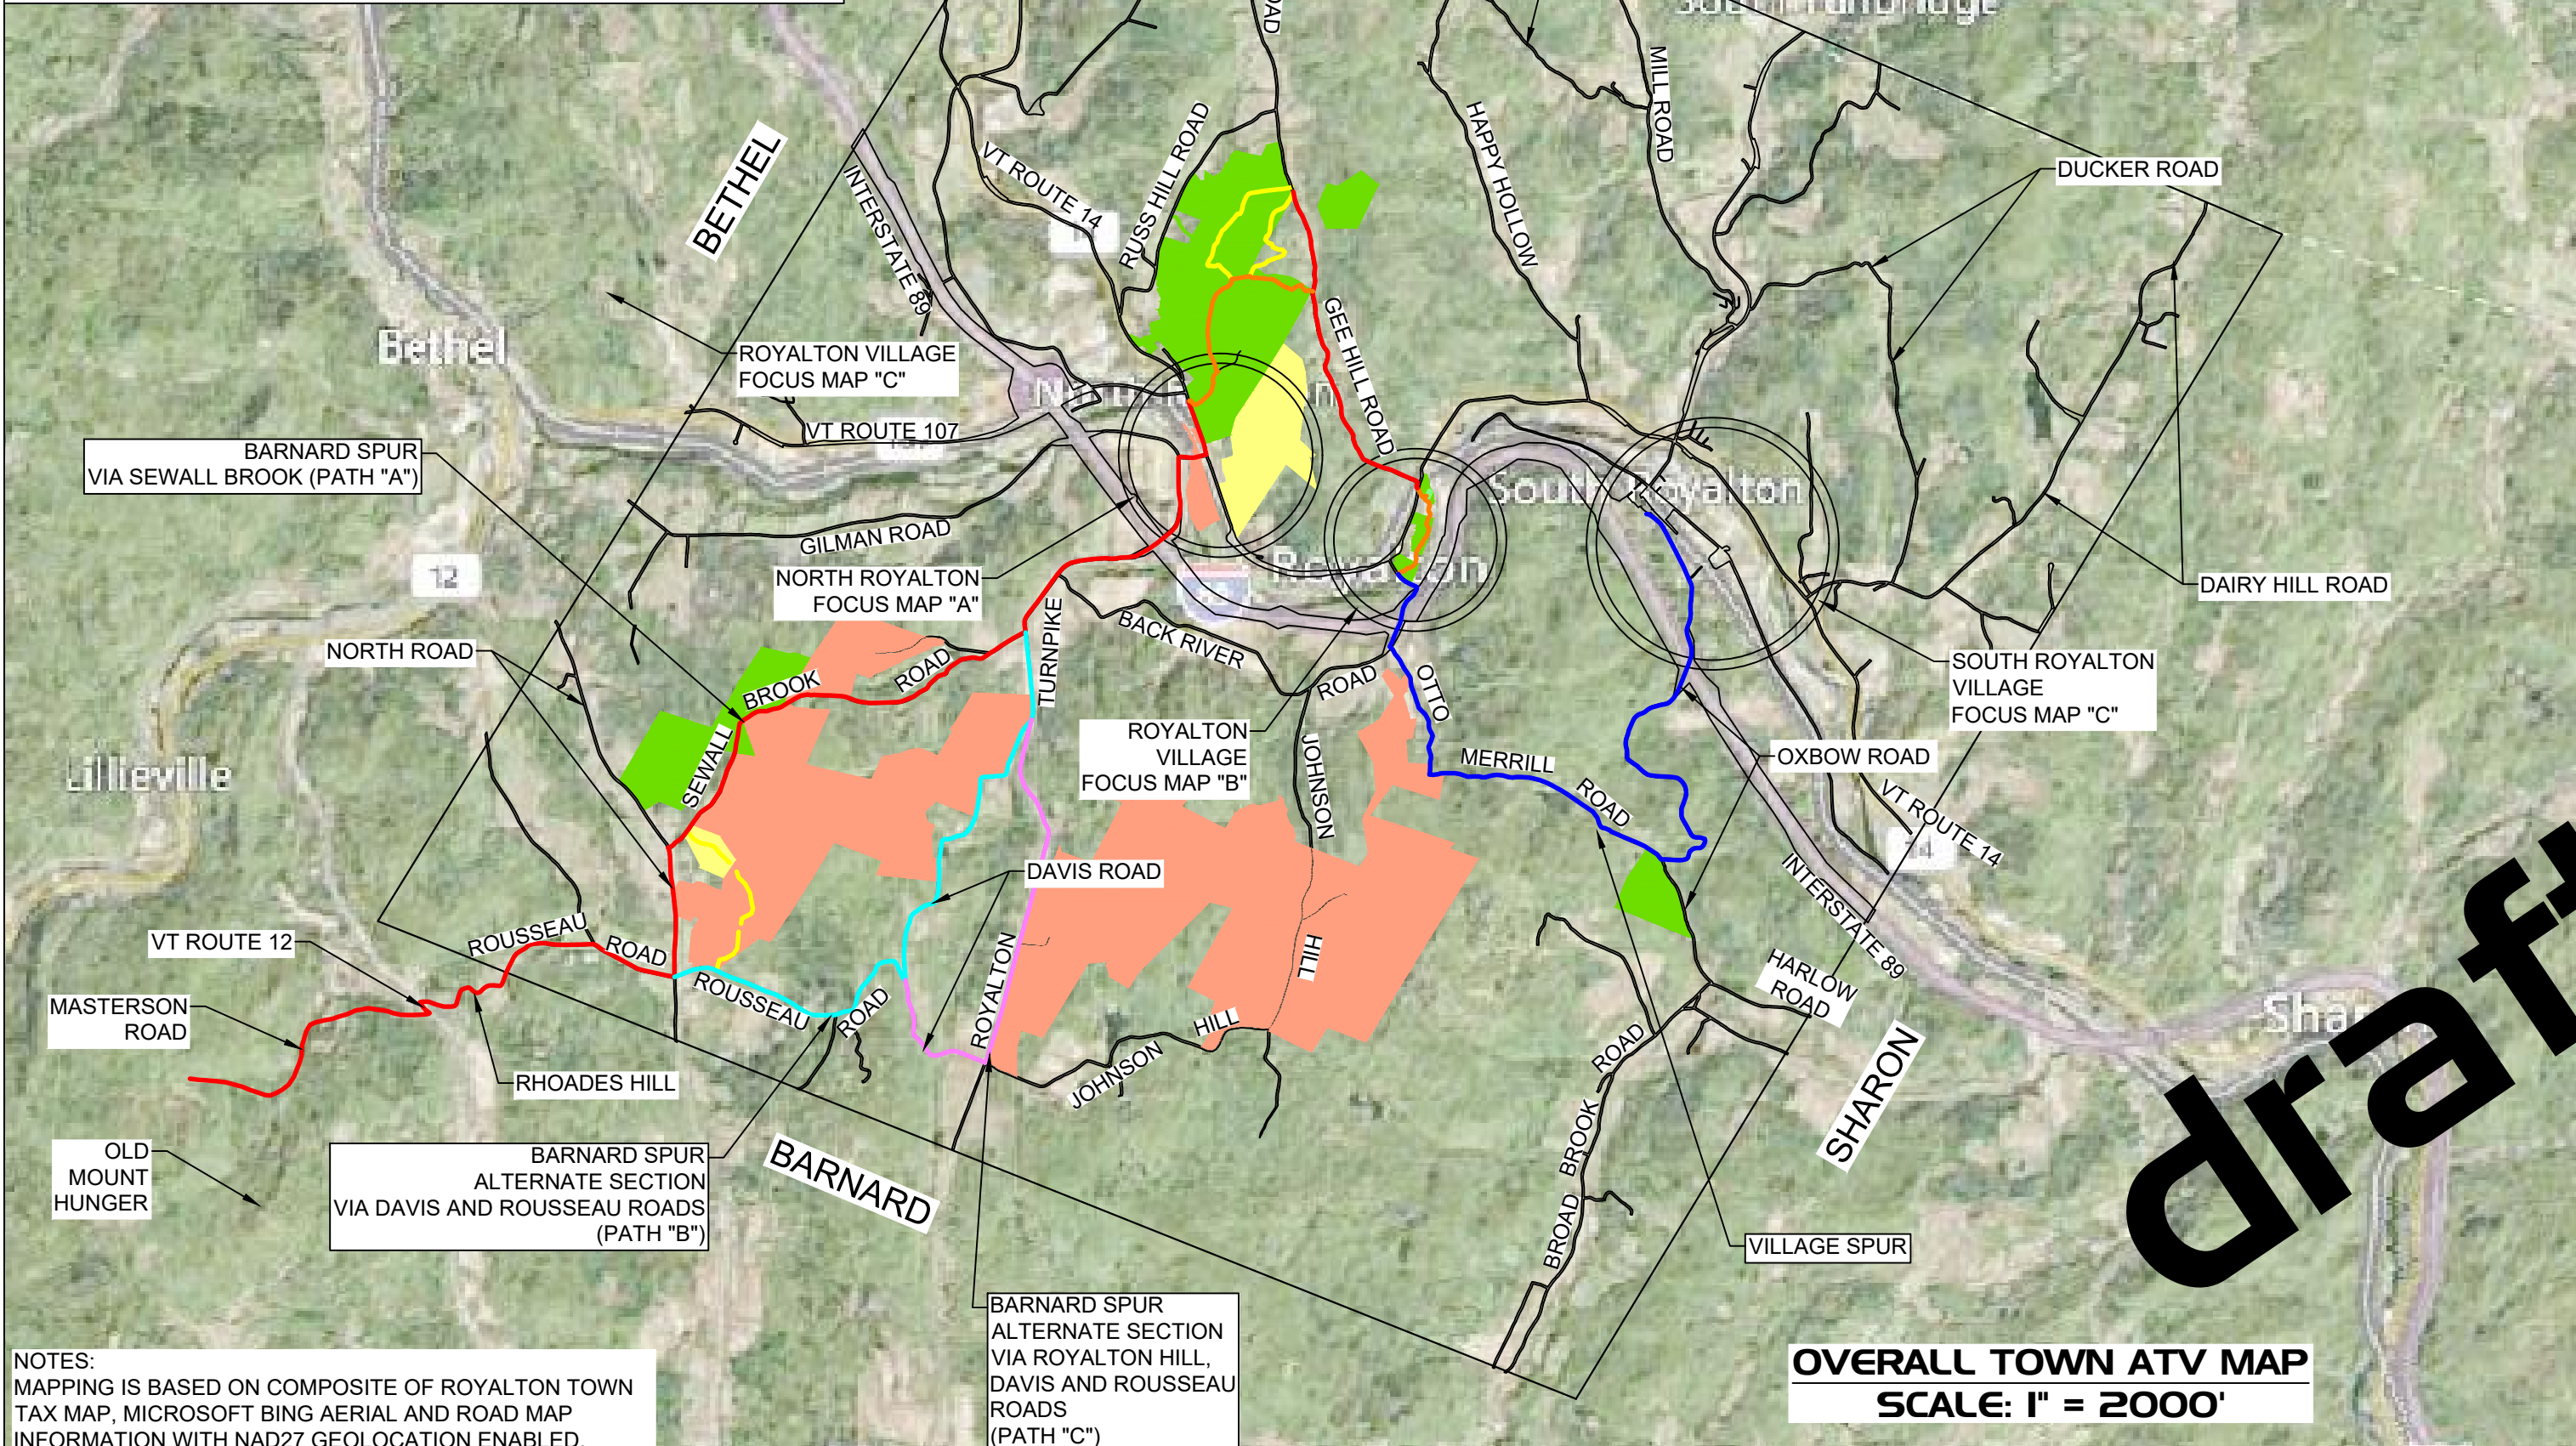 BETHEL
INTERSTATE 89
VT ROUTE 14
RUSS HILL ROAD
HAPPY HOLLOW
MILL ROAD
DUCKER ROAD
Bethel
ROYALTON VILLAGE
FOCUS MAP "C"
GEE HILL ROAD
VT ROUTE 107
BARNARD SPUR
VIA SEWALL BROOK (PATH "A")
South Royalton
GILMAN ROAD
12
NORTH ROYALTON
FOCUS MAP "A"
Royalton
DAIRY HILL ROAD
TURNPIKE
BACK RIVER
ROAD
NORTH ROAD
BROOK
ROAD
SEWALL
OTTO
SOUTH ROYALTON
VILLAGE
FOCUS MAP "C"
ROYALTON
VILLAGE
FOCUS MAP "B"
JOHNSON
MERRILL
ROAD
OXBOW ROAD
Lillieville
VT ROUTE 14
14
INTERSTATE 89
DAVIS ROAD
VT ROUTE 12
ROUSSEAU
ROAD
ROYALTON
HILL
HARLOW
ROAD
MASTERSON
ROAD
ROUSSEAU
ROAD
HILL
JOHNSON
RHOADES HILL
ROAD
BROOK
BROAD
SHARON
OLD
MOUNT
HUNGER
BARNARD SPUR
ALTERNATE SECTION
VIA DAVIS AND ROUSSEAU ROADS
(PATH "B")
BARNARD
VILLAGE SPUR
BARNARD SPUR
ALTERNATE SECTION
VIA ROYALTON HILL,
DAVIS AND ROUSSEAU
ROADS
(PATH "C")
NOTES:
MAPPING IS BASED ON COMPOSITE OF ROYALTON TOWN
TAX MAP, MICROSOFT BING AERIAL AND ROAD MAP
INFORMATION WITH NAD27 GEOLOCATION ENABLED.
OVERALL TOWN ATV MAP
SCALE: 1" = 2000'
draft